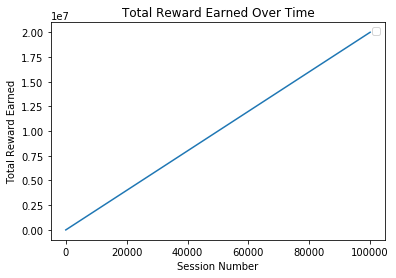 Total Reward Earned Over Time
1e7
2.00
1.75
1.50
1.25
1.00
0.75
0.50
0.25
0.00
Total Reward Earned
0 20000 40000 60000 80000 100000
Session Number